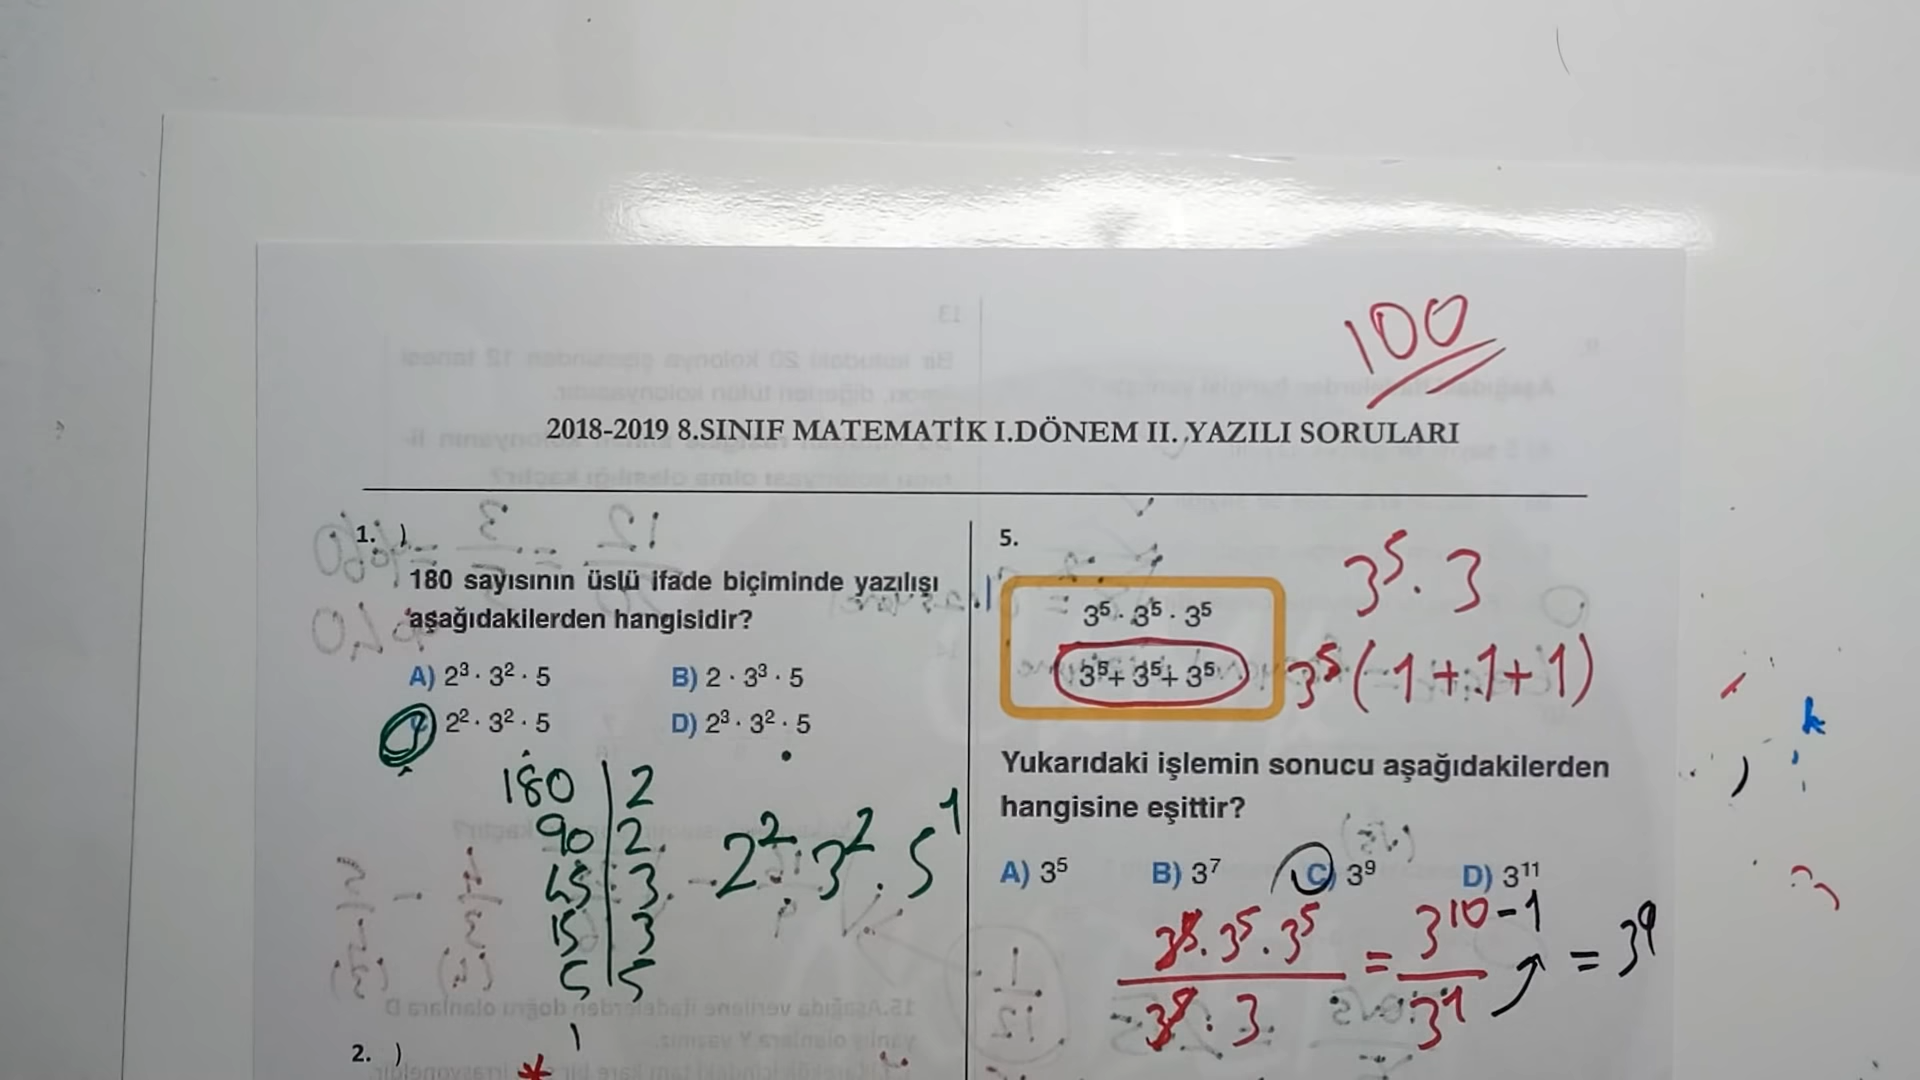 100
2018-2019 8.SINIF MATEMATİK I.DÖNEM II. YAZILI SORULARI
1. )
180 sayısının üslü ifade biçiminde yazılışı
aşağıdakilerden hangisidir?
A) 2³ · 3² · 5 B) 2 · 3³ · 5
C) 2² · 3² · 5 D) 2³ · 3² · 5
180 | 2
90 | 2
45 | 3
15 | 3
5 | 5
1
2² · 3² · 5¹
2. )
5.
3⁵ · 3⁵ · 3⁵
3⁵ + 3⁵ + 3⁵
3⁵ · 3
3⁵ (1+1+1)
Yukarıdaki işlemin sonucu aşağıdakilerden
hangisine eşittir?
A) 3⁵ B) 3⁷ C) 3⁹ D) 3¹¹
3⁵ · 3⁵ · 3⁵ = 3¹⁰⁻¹ = 3⁹
3⁵ · 3 3¹